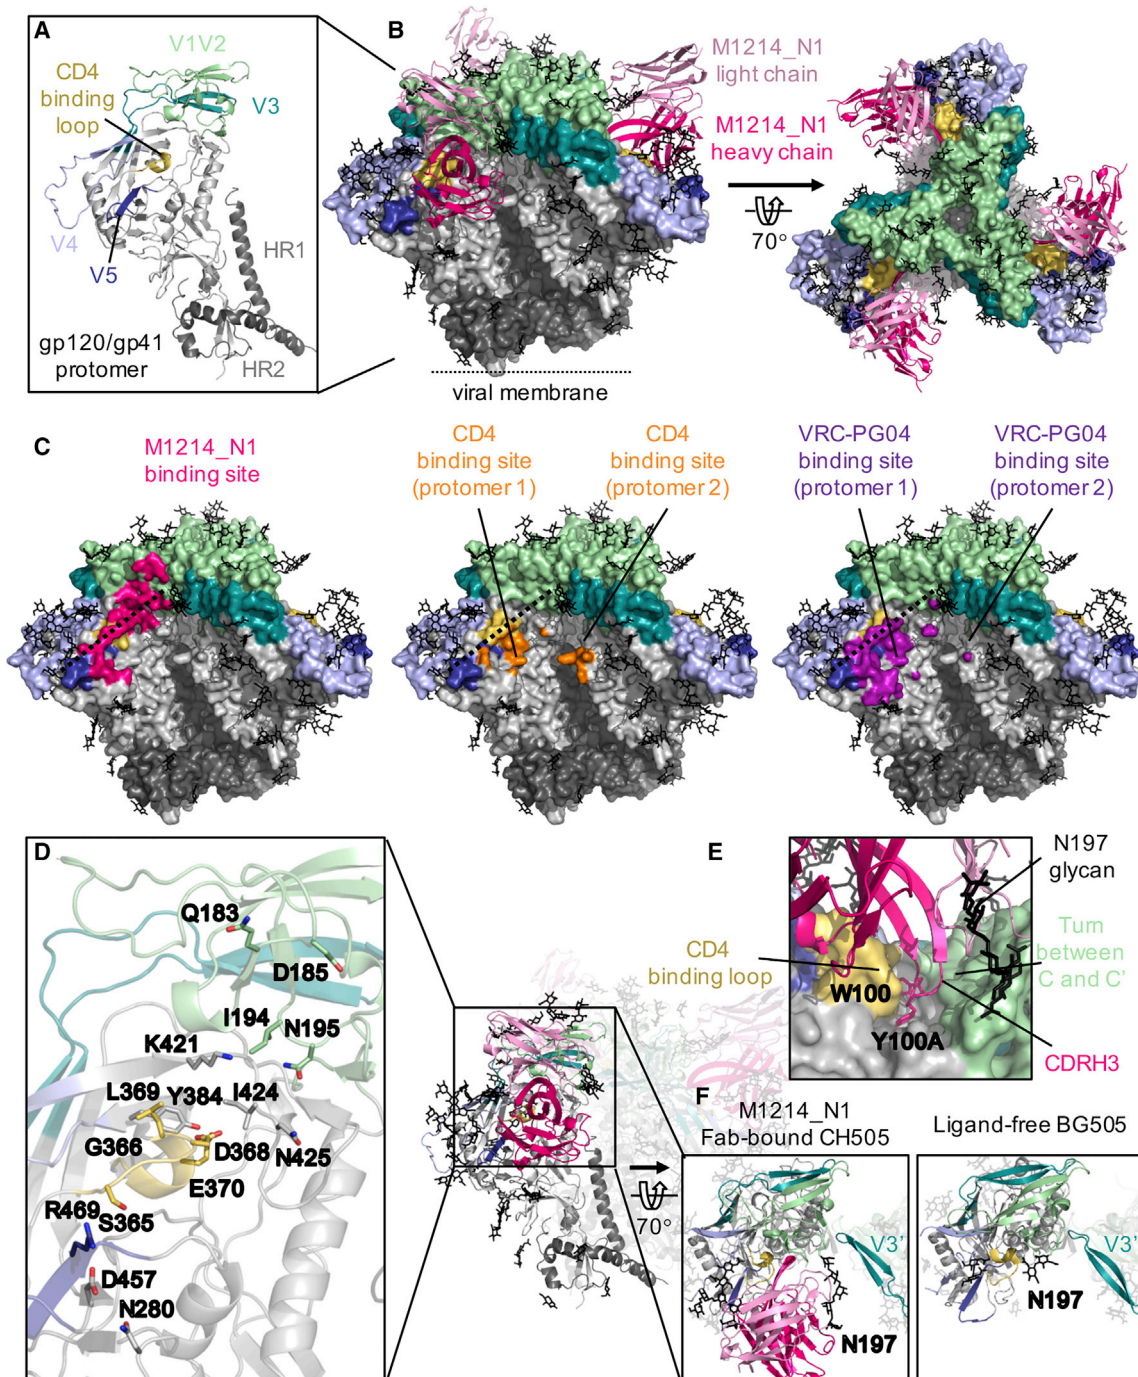 A
V1V2
CD4
binding
loop
V3
V4
V5
HR1
HR2
gp120/gp41
protomer
B
M1214_N1
light chain
M1214_N1
heavy chain
70°
viral membrane
C
M1214_N1
binding site
CD4
binding site
(protomer 1)
CD4
binding site
(protomer 2)
VRC-PG04
binding site
(protomer 1)
VRC-PG04
binding site
(protomer 2)
D
Q183
D185
I194
N195
K421
L369
Y384
I424
G366
D368
N425
E370
R469
S365
D457
N280
70°
E
CD4
binding loop
W100
Y100A
N197
glycan
Turn
between
C and C'
CDRH3
F
M1214_N1
Fab-bound CH505
V3'
N197
Ligand-free BG505
V3'
N197